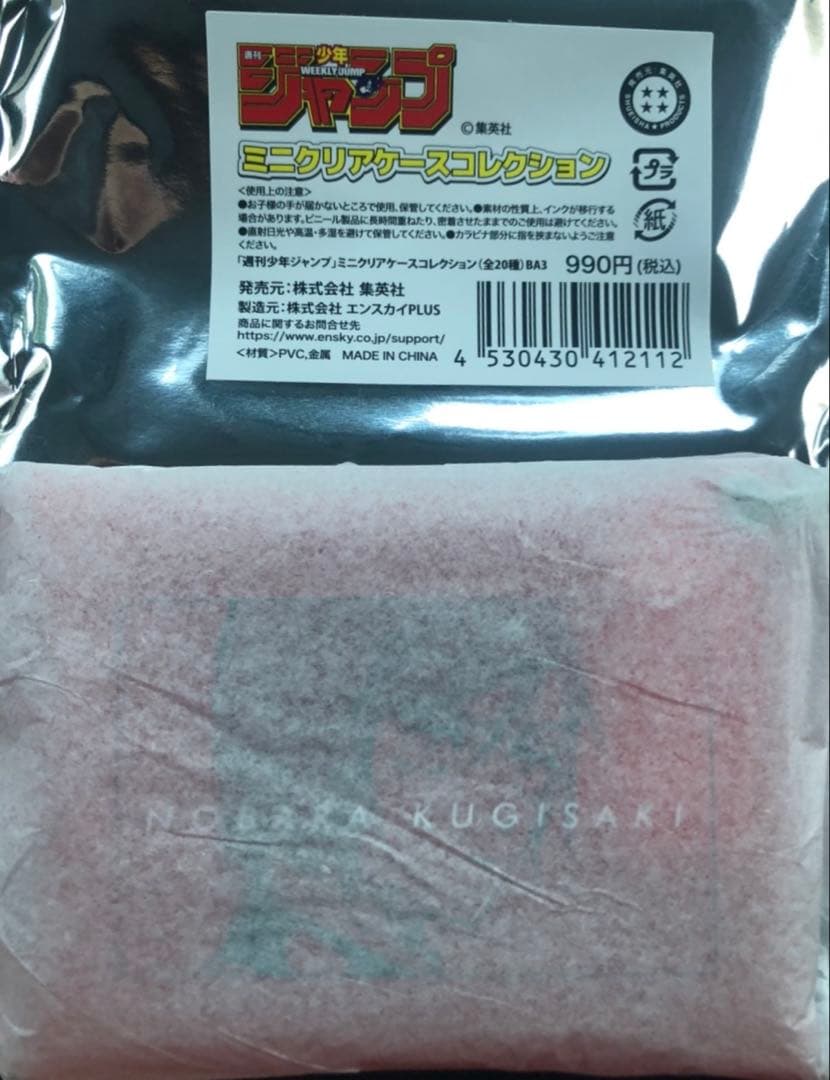 週刊
少年
WEEKLY JUMP
ジャンプ
©集英社
発売元 集英社
SHUEISHA ★ PRODUCTS
ミニクリアケースコレクション
プラ
紙
<使用上の注意>
●お子様の手が届かないところで使用、保管してください。●素材の性質上、インクが移行する
場合があります。ビニール製品に長時間重ねたり、密着させたままでのご使用は避けてください。
●直射日光や高温・多湿を避けて保管してください。●カラビナ部分に指を挟まないようご注意
ください。
「週刊少年ジャンプ」ミニクリアケースコレクション(全20種)BA3 990円(税込)
発売元:株式会社 集英社
製造元:株式会社 エンスカイPLUS
商品に関するお問合せ先
https://www.ensky.co.jp/support/
<材質>PVC,金属 MADE IN CHINA
4 530430 412112
NOBARA KUGISAKI